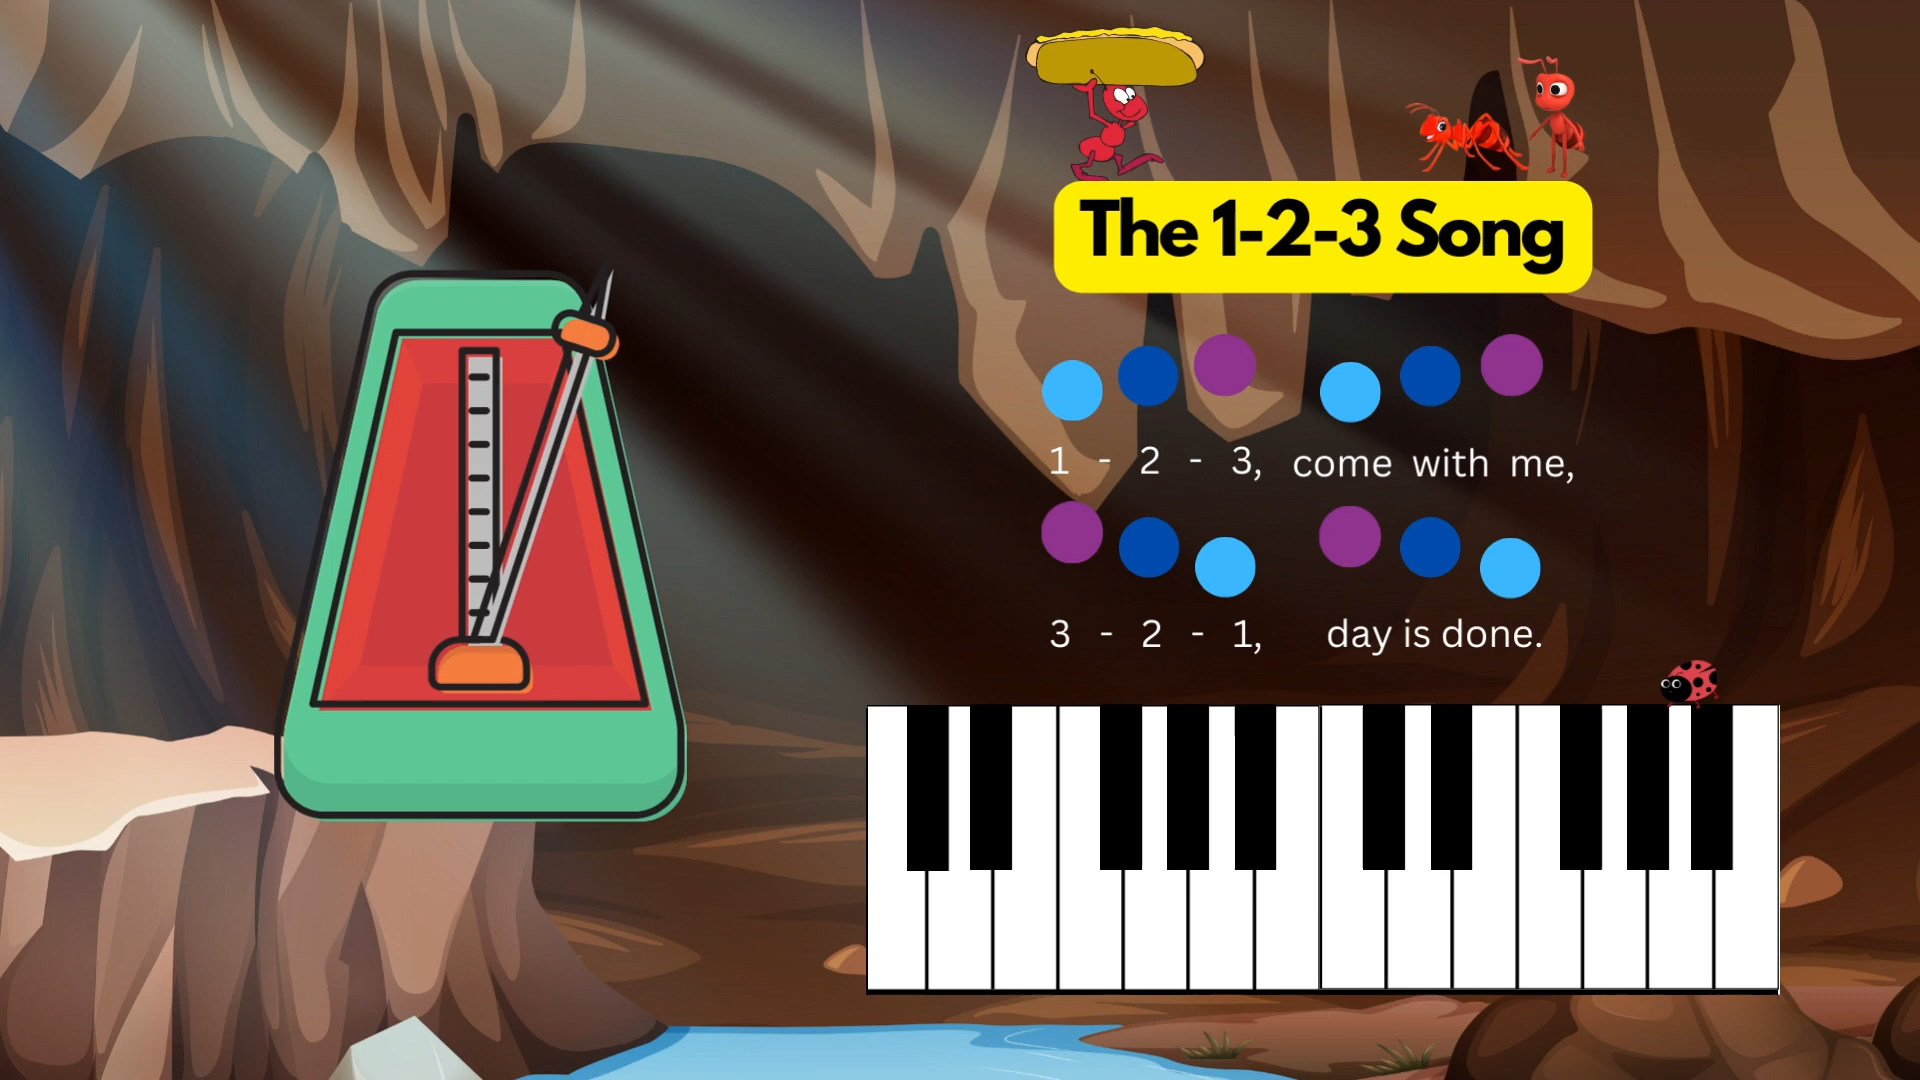 The 1-2-3 Song
1 - 2 - 3, come with me,
3 - 2 - 1, day is done.